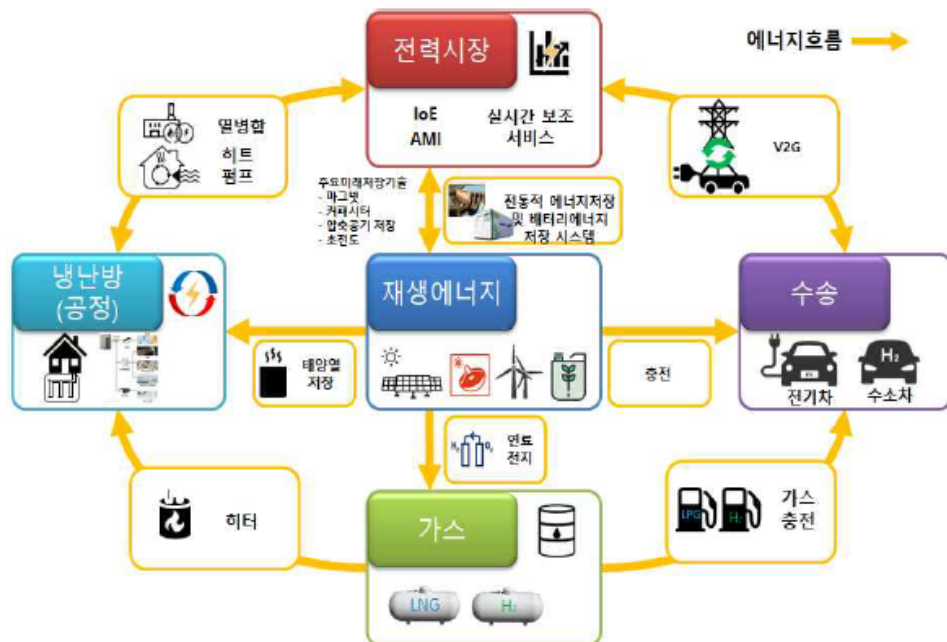 전력시장
에너지흐름
IoE
AMI
실시간 보조
서비스
열병합
히트
펌프
V2G
주요미래저장기술
- 마그넷
- 커패시터
- 압축공기 저장
- 초전도
전동적 에너지저장
및 배터리에너지
저장 시스템
냉난방
(공정)
재생에너지
수송
태양열
저장
충전
H₂
전기차
수소차
H₂
O₂
연료
전지
히터
가스
LPG
H₂
가스
충전
LNG
H₂